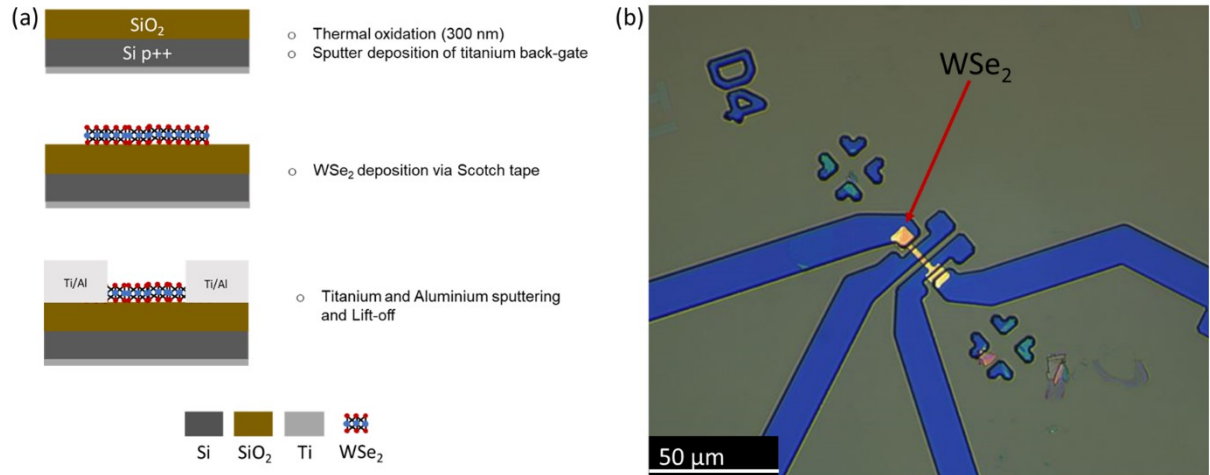 (a)
SiO2
Si p++
○ Thermal oxidation (300 nm)
○ Sputter deposition of titanium back-gate
○ WSe2 deposition via Scotch tape
Ti/Al
Ti/Al
○ Titanium and Aluminium sputtering
and Lift-off
Si
SiO2
Ti
WSe2
(b)
WSe2
D4
50 µm